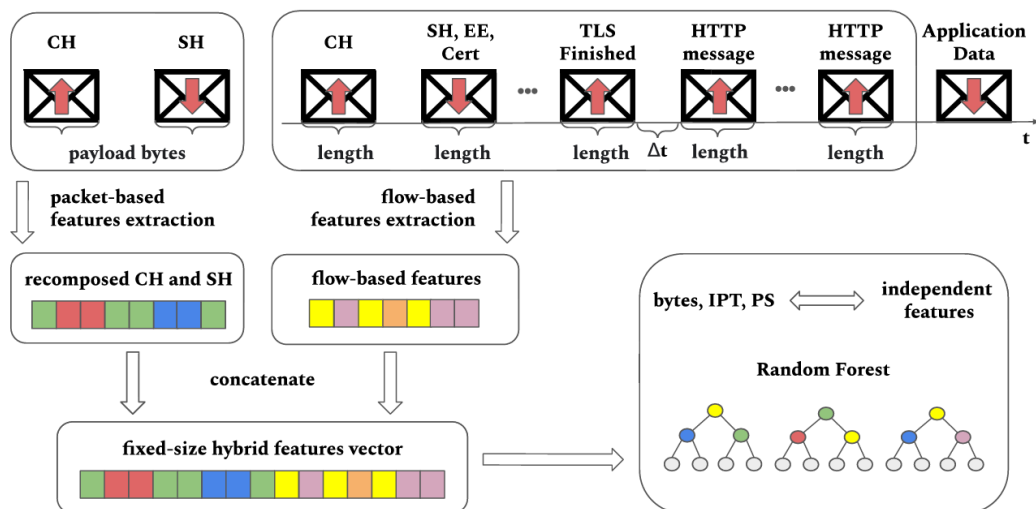 CH
SH
payload bytes
CH
SH, EE,
Cert
TLS
Finished
HTTP
message
HTTP
message
Application
Data
...
...
length
length
length
Δt
length
length
t
packet-based
features extraction
flow-based
features extraction
recomposed CH and SH
flow-based features
concatenate
fixed-size hybrid features vector
bytes, IPT, PS
independent
features
Random Forest